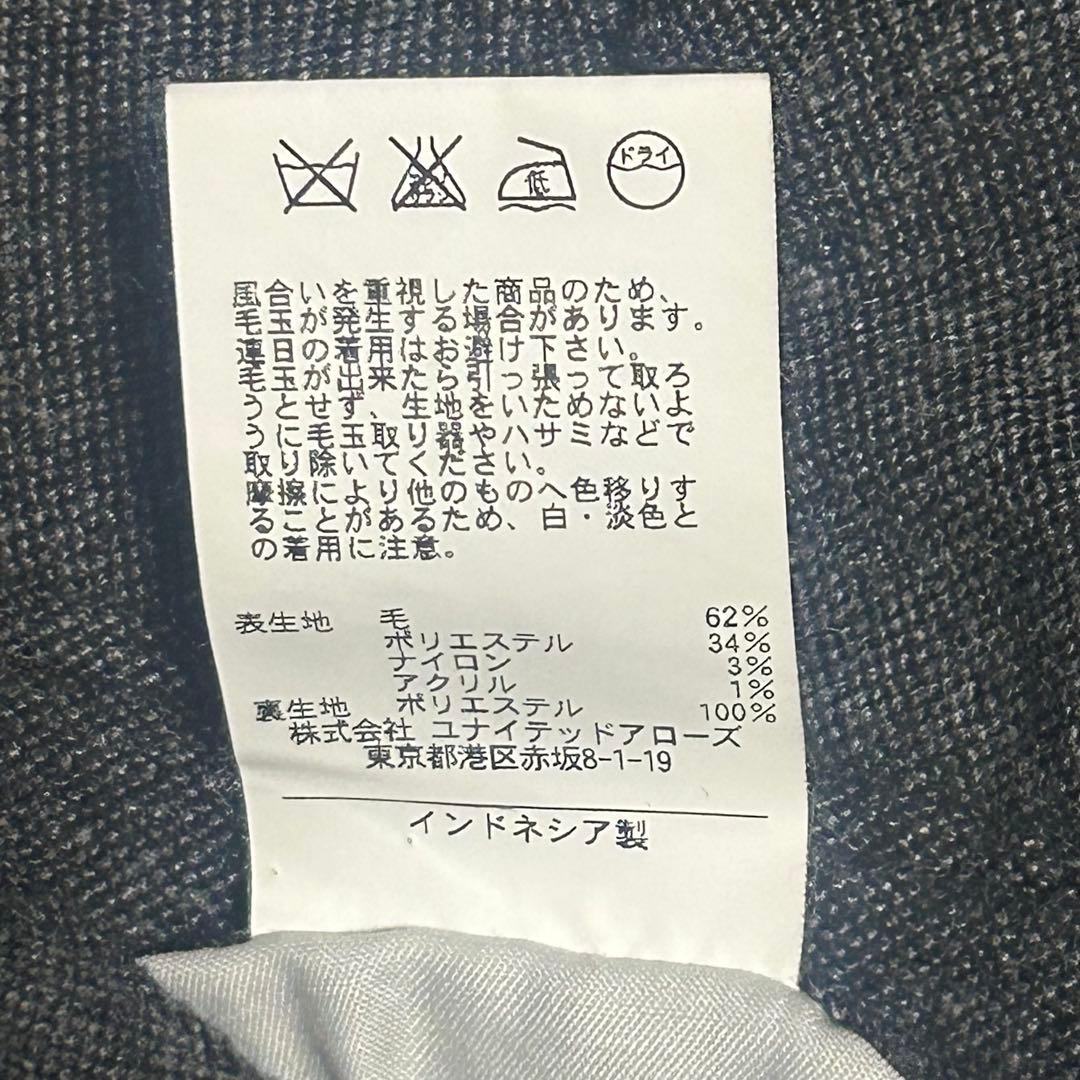 エンソ
サラシ
低
ドライ
風合いを重視した商品のため、
毛玉が発生する場合があります。
連日の着用はお避け下さい。
毛玉が出来たら引っ張って取ろ
うとせず、生地をいためないよ
うに毛玉取り器やハサミなどで
取り除いてください。
摩擦により他のものへ色移りす
ることがあるため、白・淡色と
の着用に注意。
表生地 毛 62%
ポリエステル 34%
ナイロン 3%
アクリル 1%
裏生地 ポリエステル 100%
株式会社 ユナイテッドアローズ
東京都港区赤坂8-1-19
インドネシア製